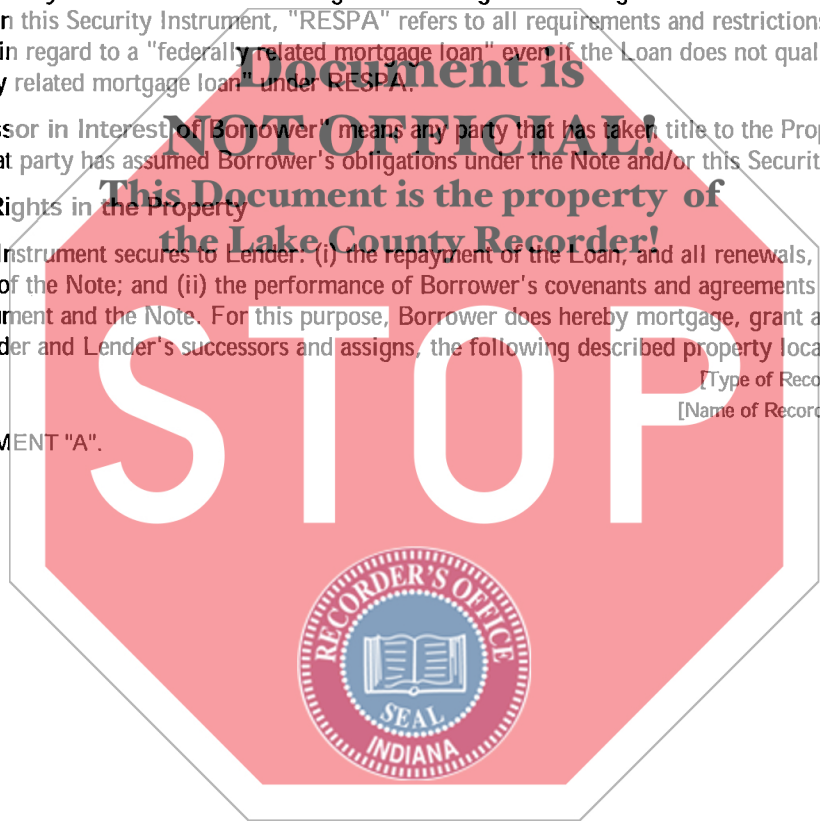 n this Security Instrument, "RESPA" refers to all requirements and restrictions
in regard to a "federally related mortgage loan" even if the Loan does not qual
y related mortgage loan" under RESPA.
Document is
ssor in Interest of Borrower" means any party that has taken title to the Prop
NOT OFFICIAL!
at party has assumed Borrower's obligations under the Note and/or this Securit
This Document is the property of
Rights in the Property
the Lake County Recorder!
Instrument secures to Lender: (i) the repayment of the Loan, and all renewals,
of the Note; and (ii) the performance of Borrower's covenants and agreements
ument and the Note. For this purpose, Borrower does hereby mortgage, grant a
der and Lender's successors and assigns, the following described property loca
[Type of Reco
[Name of Record
MENT "A".
STOP
RECORDER'S OFFICE
SEAL
INDIANA